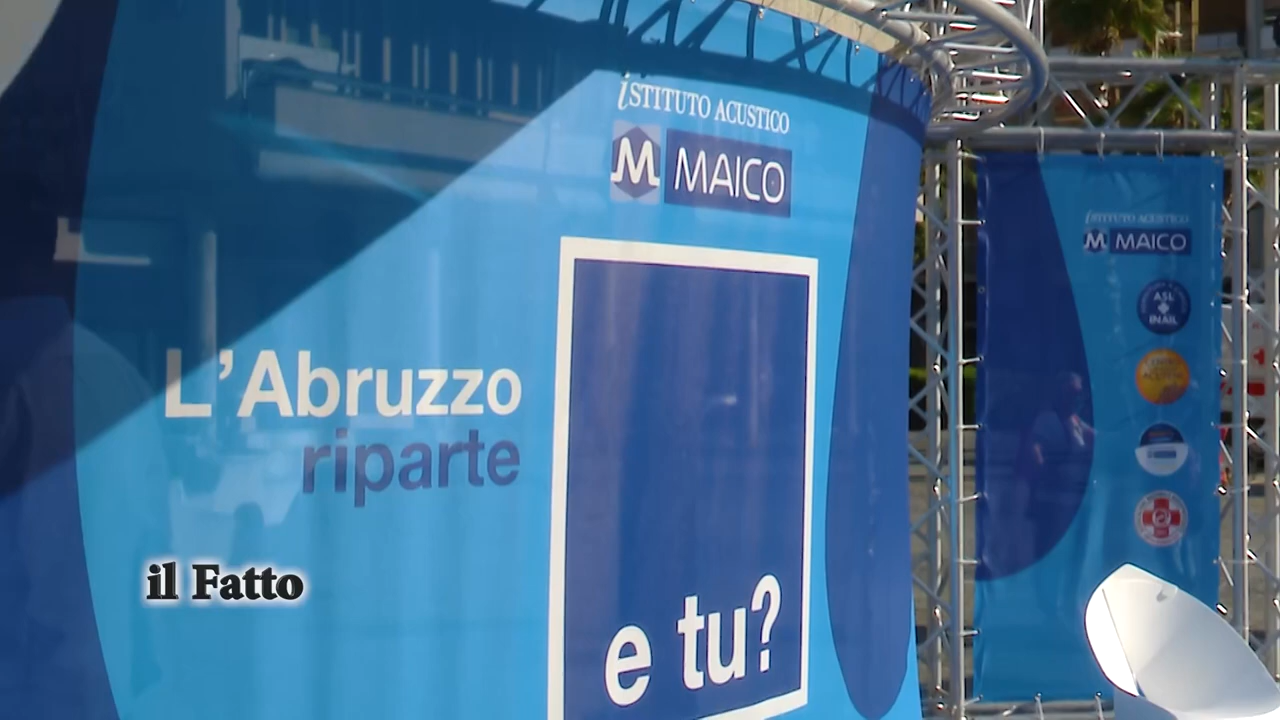 iSTITUTO ACUSTICO
M MAICO
L'Abruzzo
riparte
e tu?
il Fatto
iSTITUTO ACUSTICO
M MAICO
ASL
INAIL